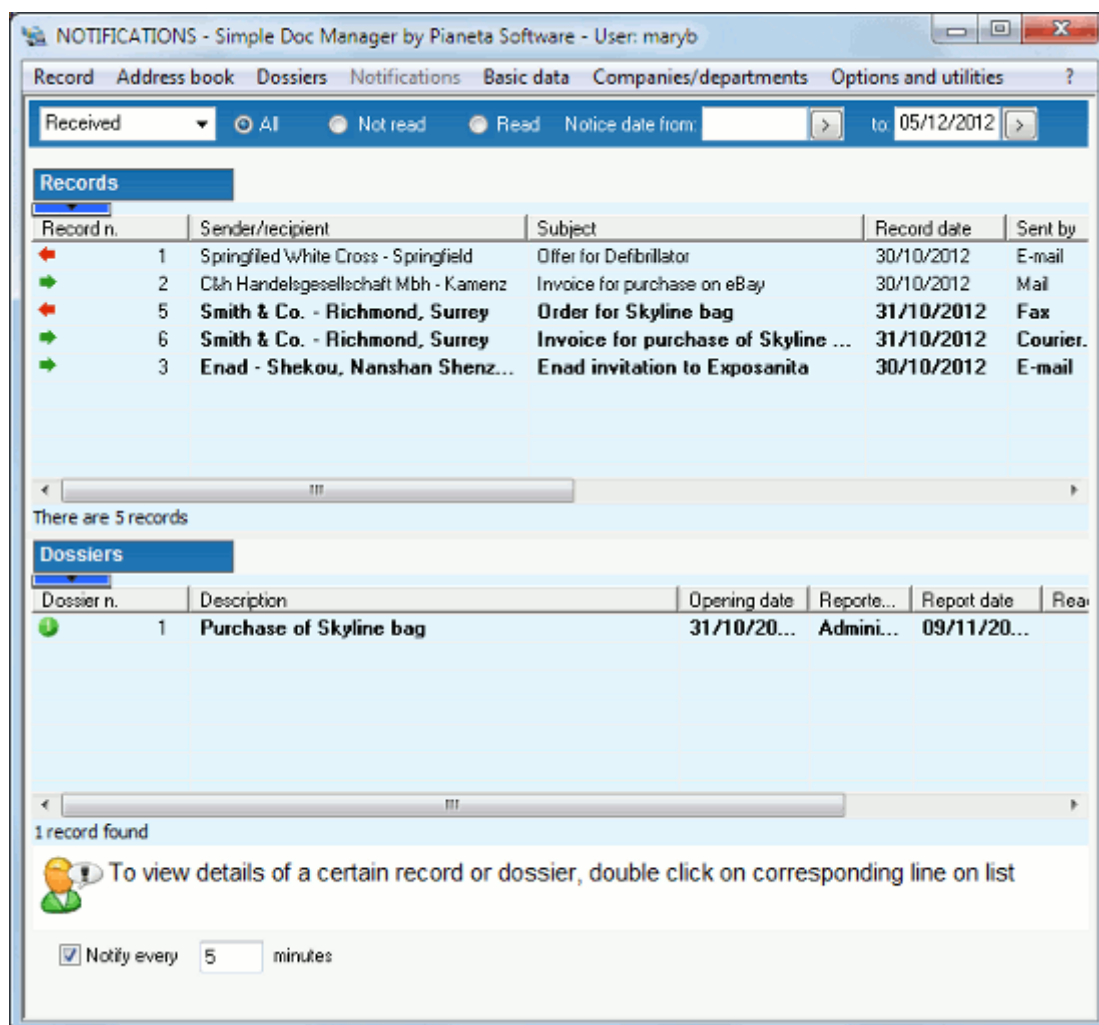 NOTIFICATIONS - Simple Doc Manager by Pianeta Software - User: maryb
Record Address book Dossiers Notifications Basic data Companies/departments Options and utilities ?
Received All Not read Read Notice date from: > to: 05/12/2012 >
Records
Record n. Sender/recipient Subject Record date Sent by
1 Springfiled White Cross - Springfield Offer for Defibrillator 30/10/2012 E-mail
2 C&h Handelsgesellschaft Mbh - Kamenz Invoice for purchase on eBay 30/10/2012 Mail
5 Smith & Co. - Richmond, Surrey Order for Skyline bag 31/10/2012 Fax
6 Smith & Co. - Richmond, Surrey Invoice for purchase of Skyline ... 31/10/2012 Courier.
3 Enad - Shekou, Nanshan Shenz... Enad invitation to Exposanita 30/10/2012 E-mail
There are 5 records
Dossiers
Dossier n. Description Opening date Reporte... Report date Rea
1 Purchase of Skyline bag 31/10/20... Admini... 09/11/20...
1 record found
To view details of a certain record or dossier, double click on corresponding line on list
Notify every 5 minutes